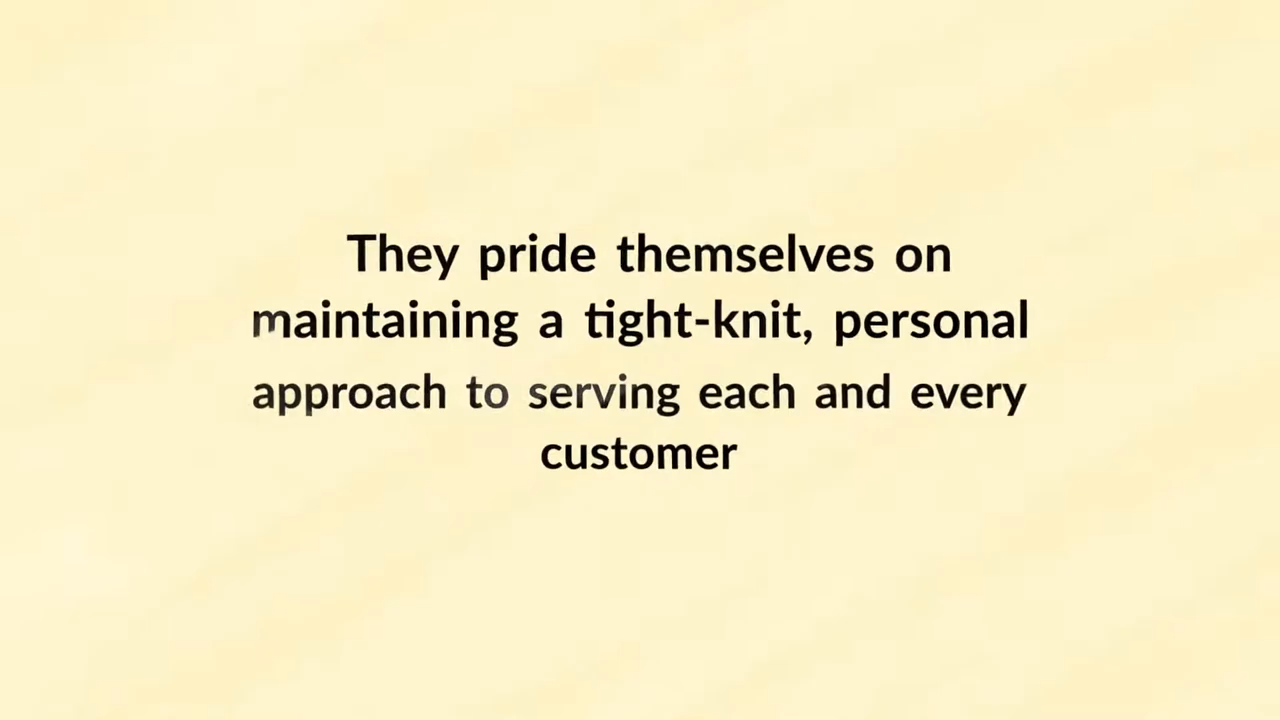 They pride themselves on
maintaining a tight-knit, personal
approach to serving each and every
customer